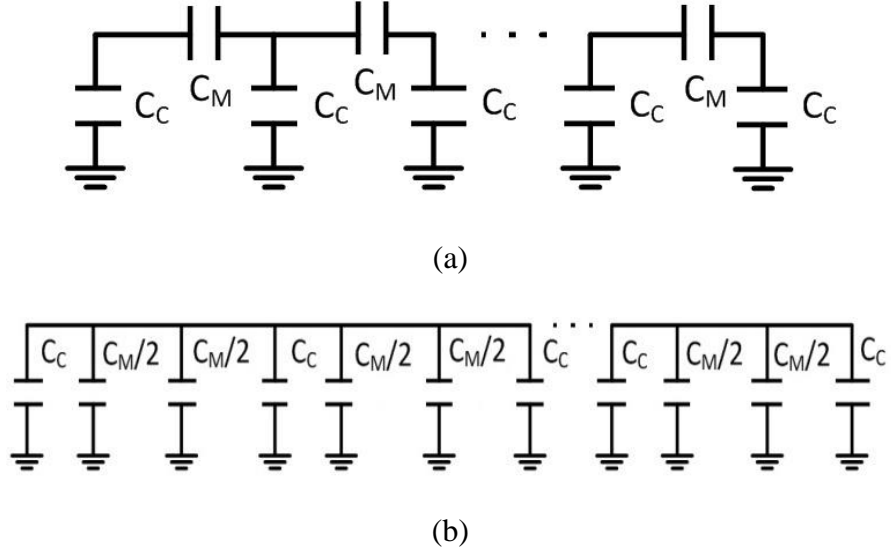 C_C C_M C_C C_M C_C . . . C_C C_M C_C
(a)
C_C C_M/2 C_M/2 C_C C_M/2 C_M/2 C_C . . . C_C C_M/2 C_M/2 C_C
(b)